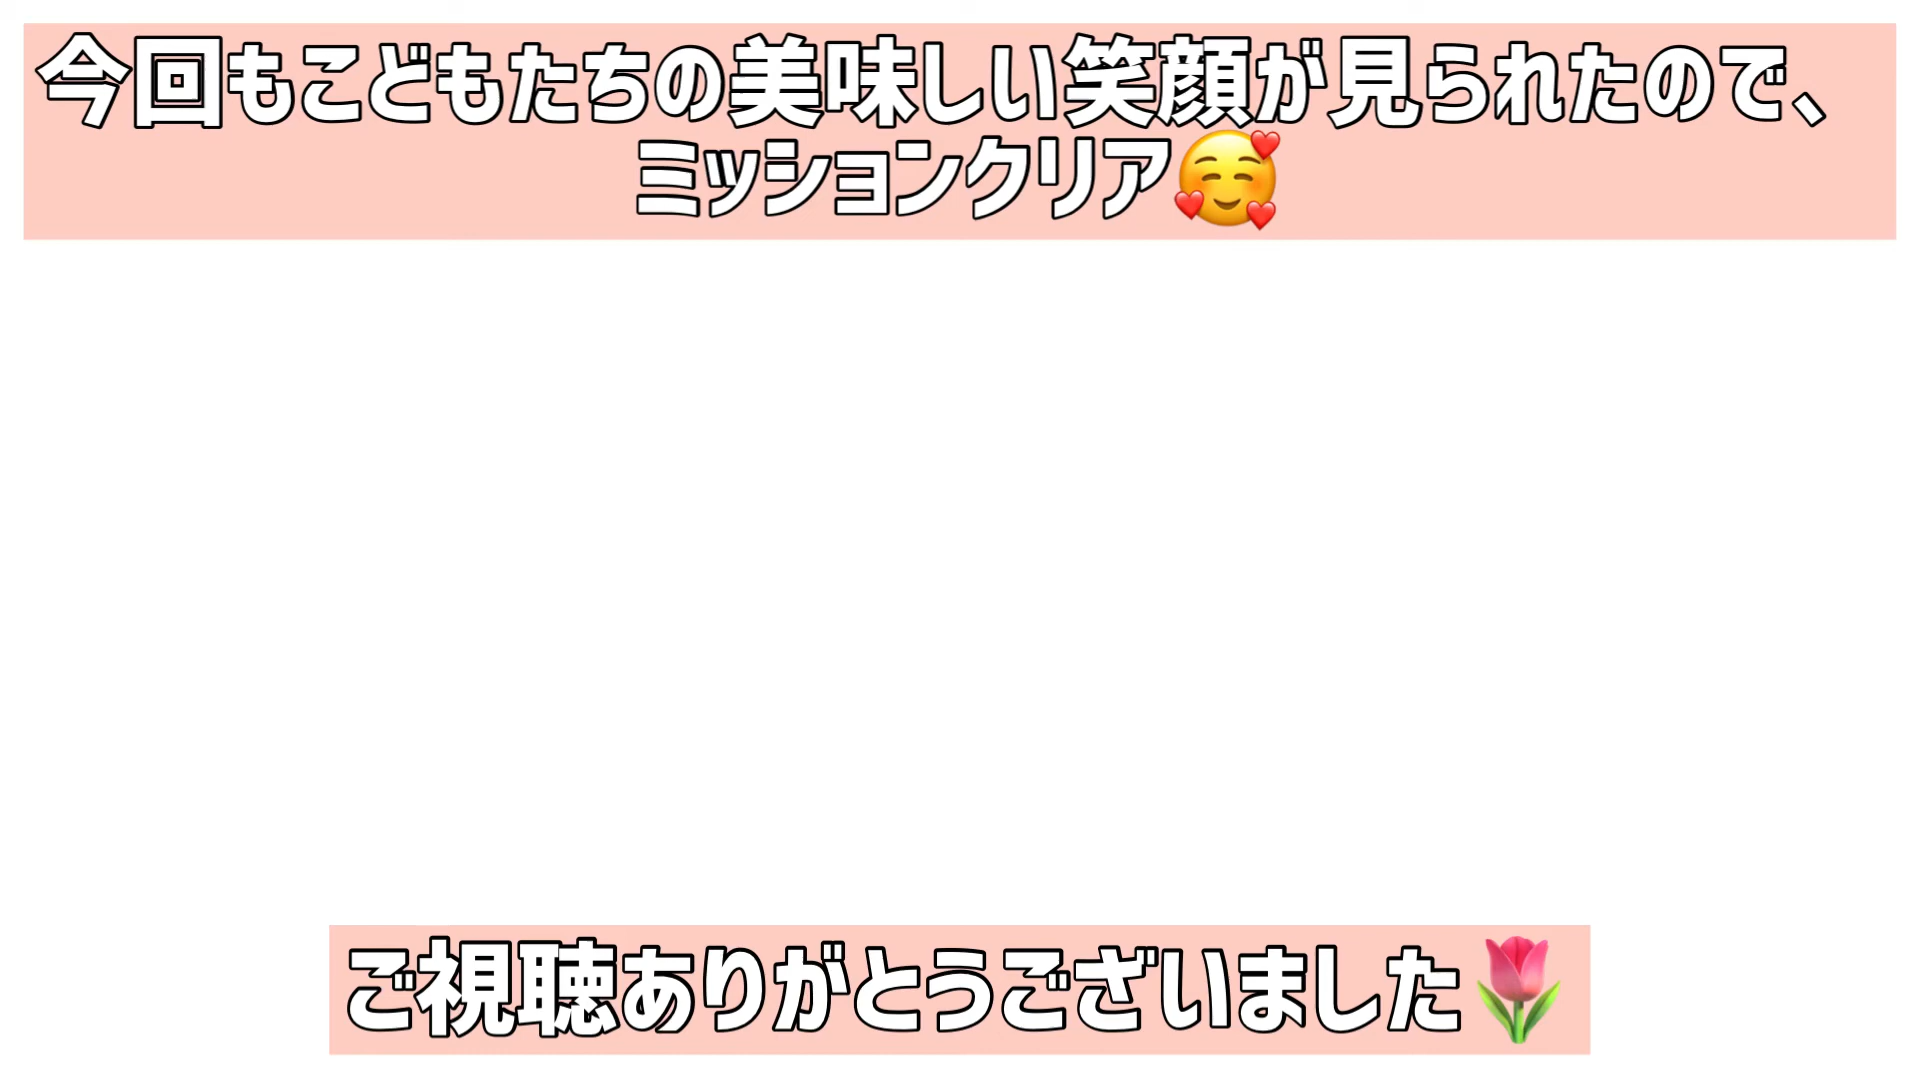 今回もこどもたちの美味しい笑顔が見られたので、
ミッションクリア🥰
ご視聴ありがとうございました🌷